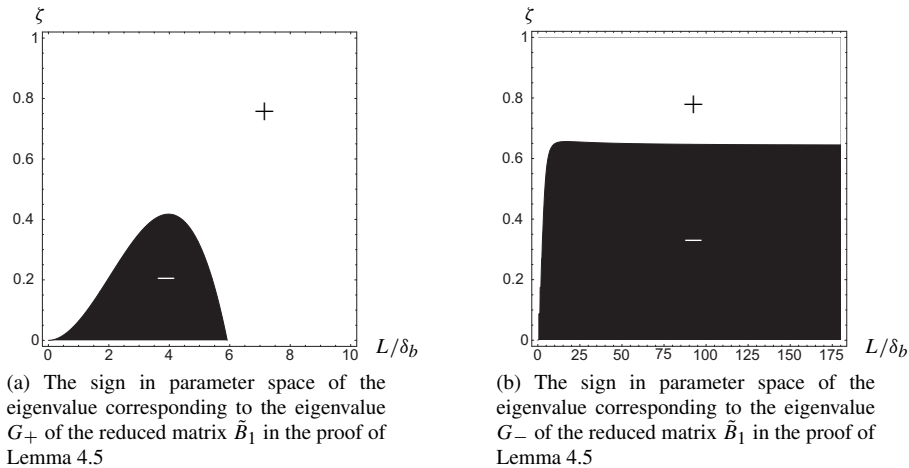 ζ
1
0.8
0.6
0.4
0.2
0
+
−
0 2 4 6 8 10
L/δ_b
(a) The sign in parameter space of the
eigenvalue corresponding to the eigenvalue
G₊ of the reduced matrix B̃₁ in the proof of
Lemma 4.5
ζ
1
0.8
0.6
0.4
0.2
0
+
−
0 25 50 75 100 125 150 175
L/δ_b
(b) The sign in parameter space of the
eigenvalue corresponding to the eigenvalue
G₋ of the reduced matrix B̃₁ in the proof of
Lemma 4.5